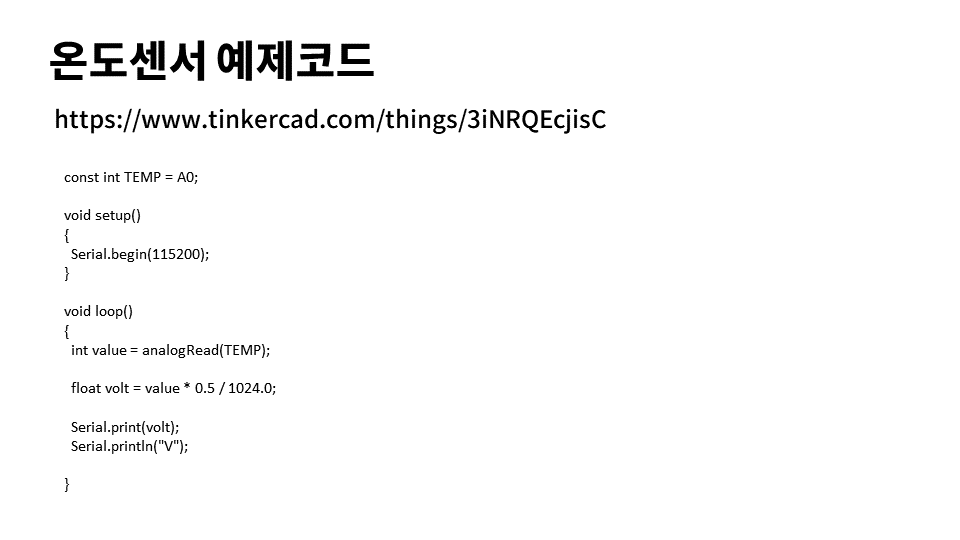 온도센서 예제코드
https://www.tinkercad.com/things/3iNRQEcjisC
const int TEMP = A0;
void setup()
{
Serial.begin(115200);
}
void loop()
{
int value = analogRead(TEMP);
float volt = value * 0.5 / 1024.0;
Serial.print(volt);
Serial.println("V");
}